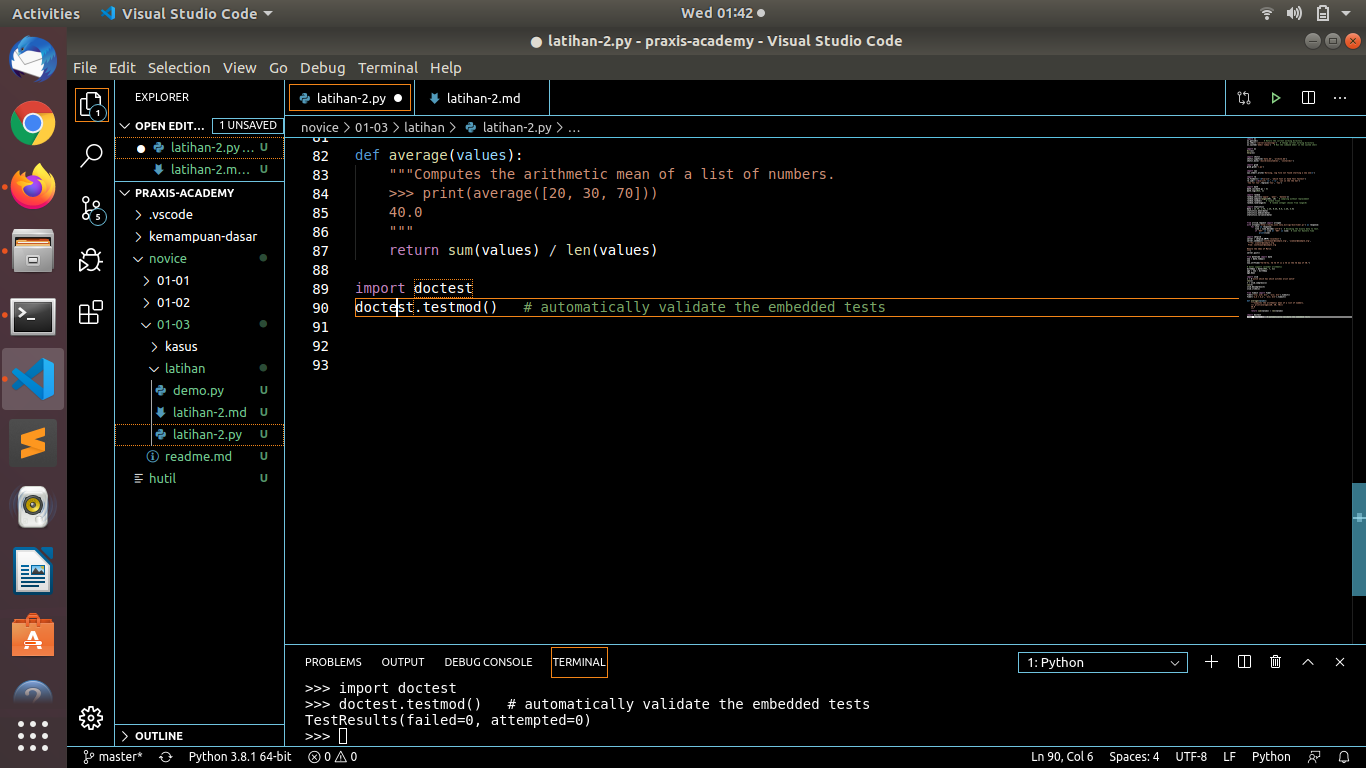 Activities Visual Studio Code Wed 01:42
● latihan-2.py - praxis-academy - Visual Studio Code
File Edit Selection View Go Debug Terminal Help
EXPLORER
latihan-2.py
latihan-2.md
OPEN EDIT... 1 UNSAVED
latihan-2.py... U
latihan-2.m... U
PRAXIS-ACADEMY
.vscode
kemampuan-dasar
novice
01-01
01-02
01-03
kasus
latihan
demo.py U
latihan-2.md U
latihan-2.py U
readme.md U
hutil U
OUTLINE
1
5
novice > 01-03 > latihan > latihan-2.py > ...
81
82 def average(values):
83 """Computes the arithmetic mean of a list of numbers.
84 >>> print(average([20, 30, 70]))
85 40.0
86 """
87 return sum(values) / len(values)
88
89 import doctest
90 doctest.testmod()   # automatically validate the embedded tests
91
92
93
PROBLEMS OUTPUT DEBUG CONSOLE TERMINAL 1: Python
>>> import doctest
>>> doctest.testmod()   # automatically validate the embedded tests
TestResults(failed=0, attempted=0)
>>>
master* Python 3.8.1 64-bit 0 0 Ln 90, Col 6 Spaces: 4 UTF-8 LF Python